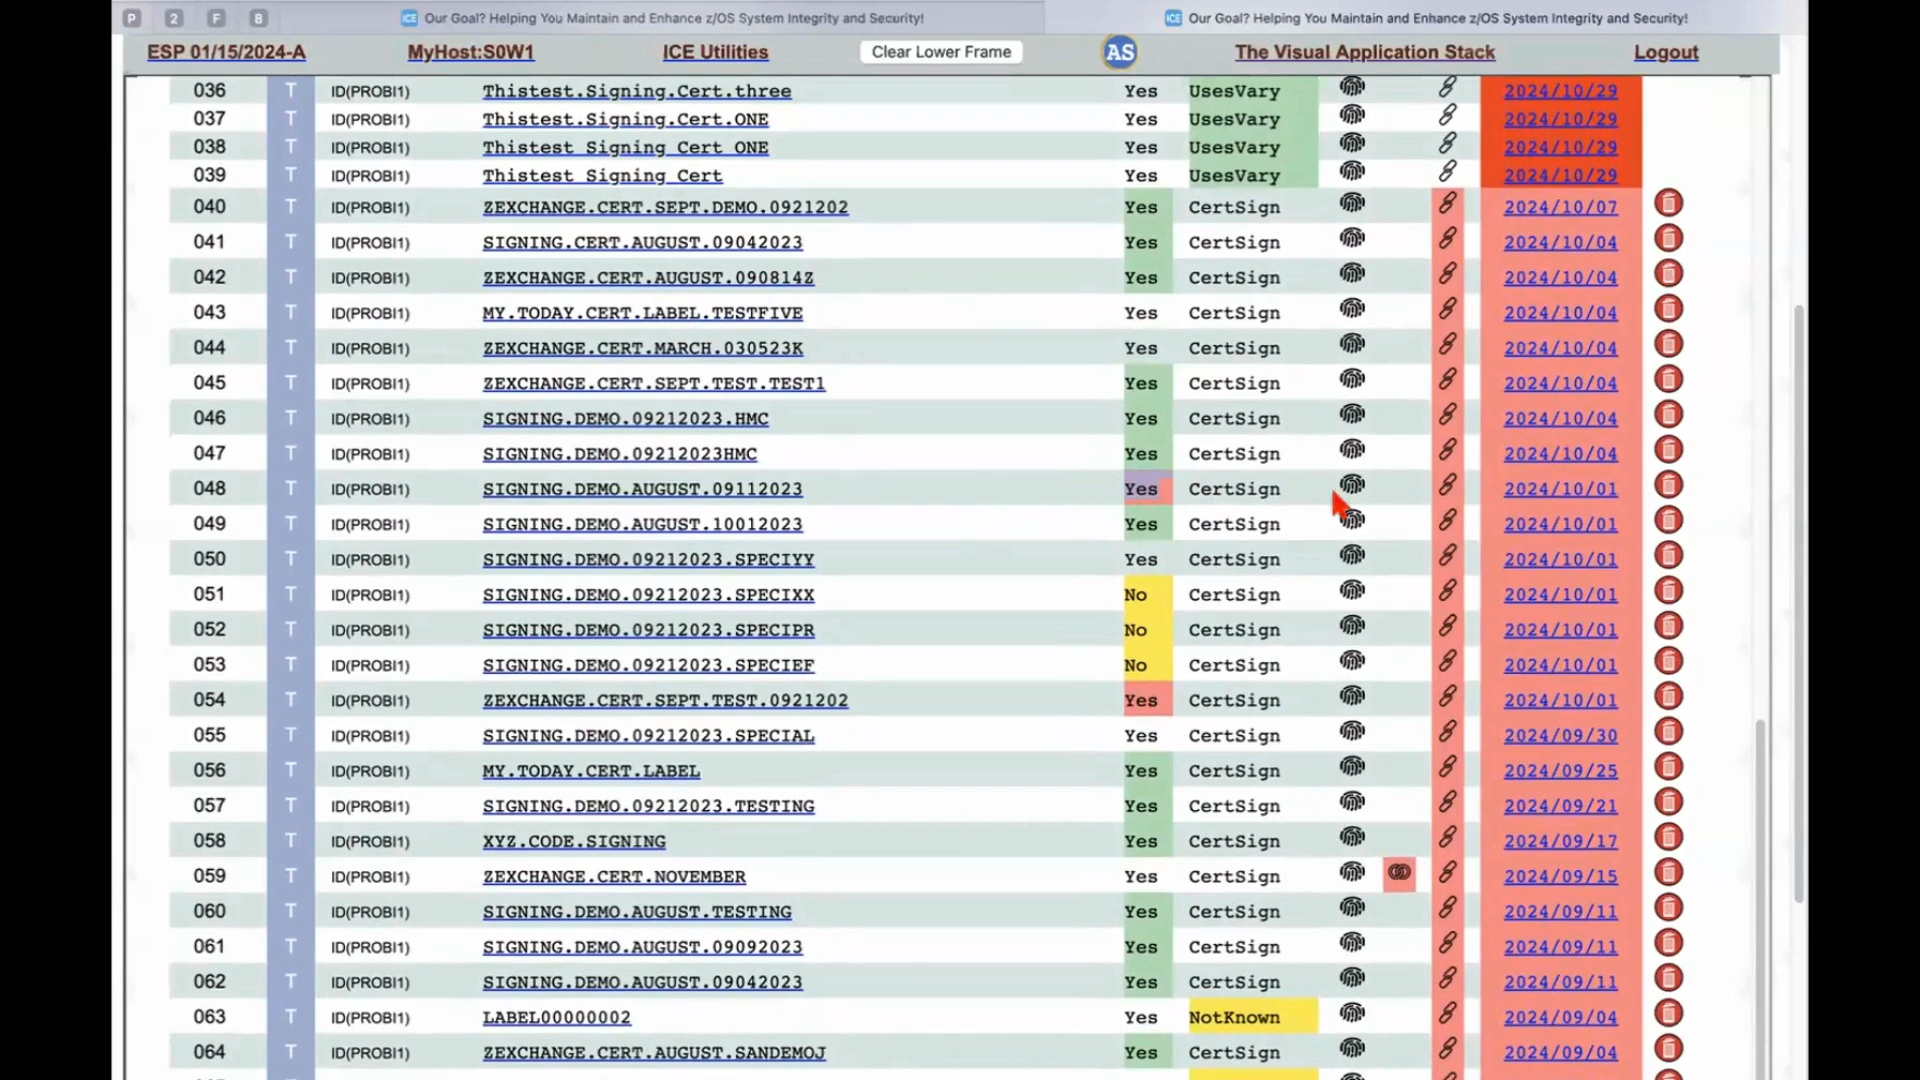 P 2 F 8 ICE Our Goal? Helping You Maintain and Enhance z/OS System Integrity and Security! ICE Our Goal? Helping You Maintain and Enhance z/OS System Integrity and Security!
ESP 01/15/2024-A MyHost:S0W1 ICE Utilities Clear Lower Frame AS The Visual Application Stack Logout
036 T ID(PROBI1) Thistest.Signing.Cert.three Yes UsesVary 2024/10/29
037 T ID(PROBI1) Thistest.Signing.Cert.ONE Yes UsesVary 2024/10/29
038 T ID(PROBI1) Thistest Signing Cert ONE Yes UsesVary 2024/10/29
039 T ID(PROBI1) Thistest Signing Cert Yes UsesVary 2024/10/29
040 T ID(PROBI1) ZEXCHANGE.CERT.SEPT.DEMO.0921202 Yes CertSign 2024/10/07
041 T ID(PROBI1) SIGNING.CERT.AUGUST.09042023 Yes CertSign 2024/10/04
042 T ID(PROBI1) ZEXCHANGE.CERT.AUGUST.090814Z Yes CertSign 2024/10/04
043 T ID(PROBI1) MY.TODAY.CERT.LABEL.TESTFIVE Yes CertSign 2024/10/04
044 T ID(PROBI1) ZEXCHANGE.CERT.MARCH.030523K Yes CertSign 2024/10/04
045 T ID(PROBI1) ZEXCHANGE.CERT.SEPT.TEST.TEST1 Yes CertSign 2024/10/04
046 T ID(PROBI1) SIGNING.DEMO.09212023.HMC Yes CertSign 2024/10/04
047 T ID(PROBI1) SIGNING.DEMO.09212023HMC Yes CertSign 2024/10/04
048 T ID(PROBI1) SIGNING.DEMO.AUGUST.09112023 Yes CertSign 2024/10/01
049 T ID(PROBI1) SIGNING.DEMO.AUGUST.10012023 Yes CertSign 2024/10/01
050 T ID(PROBI1) SIGNING.DEMO.09212023.SPECIYY Yes CertSign 2024/10/01
051 T ID(PROBI1) SIGNING.DEMO.09212023.SPECIXX No CertSign 2024/10/01
052 T ID(PROBI1) SIGNING.DEMO.09212023.SPECIPR No CertSign 2024/10/01
053 T ID(PROBI1) SIGNING.DEMO.09212023.SPECIEF No CertSign 2024/10/01
054 T ID(PROBI1) ZEXCHANGE.CERT.SEPT.TEST.0921202 Yes CertSign 2024/10/01
055 T ID(PROBI1) SIGNING.DEMO.09212023.SPECIAL Yes CertSign 2024/09/30
056 T ID(PROBI1) MY.TODAY.CERT.LABEL Yes CertSign 2024/09/25
057 T ID(PROBI1) SIGNING.DEMO.09212023.TESTING Yes CertSign 2024/09/21
058 T ID(PROBI1) XYZ.CODE.SIGNING Yes CertSign 2024/09/17
059 T ID(PROBI1) ZEXCHANGE.CERT.NOVEMBER Yes CertSign 2024/09/15
060 T ID(PROBI1) SIGNING.DEMO.AUGUST.TESTING Yes CertSign 2024/09/11
061 T ID(PROBI1) SIGNING.DEMO.AUGUST.09092023 Yes CertSign 2024/09/11
062 T ID(PROBI1) SIGNING.DEMO.AUGUST.09042023 Yes CertSign 2024/09/11
063 T ID(PROBI1) LABEL00000002 Yes NotKnown 2024/09/04
064 T ID(PROBI1) ZEXCHANGE.CERT.AUGUST.SANDEMOJ Yes CertSign 2024/09/04